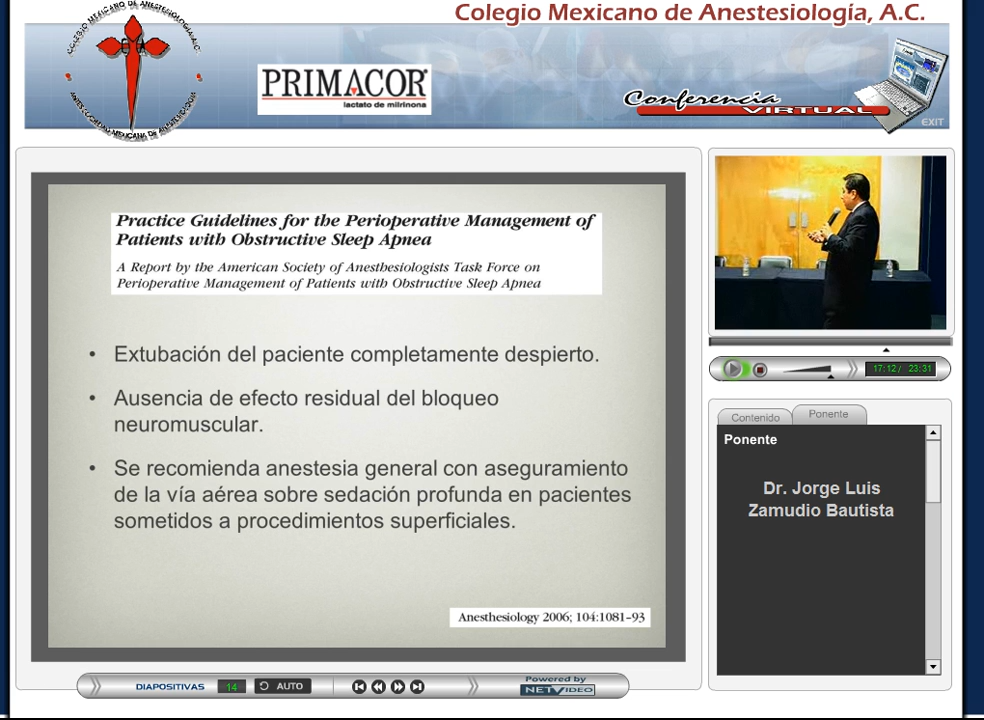 Colegio Mexicano de Anestesiología, A.C.
COLEGIO MEXICANO DE ANESTESIOLOGIA A.C.
PRIMACOR
lactato de milrinona
Conferencia
VIRTUAL
EXIT
Practice Guidelines for the Perioperative Management of
Patients with Obstructive Sleep Apnea
A Report by the American Society of Anesthesiologists Task Force on
Perioperative Management of Patients with Obstructive Sleep Apnea
• Extubación del paciente completamente despierto.
• Ausencia de efecto residual del bloqueo
neuromuscular.
• Se recomienda anestesia general con aseguramiento
de la vía aérea sobre sedación profunda en pacientes
sometidos a procedimientos superficiales.
Anesthesiology 2006; 104:1081–93
17:12 / 23:31
Contenido
Ponente
Ponente
Dr. Jorge Luis
Zamudio Bautista
DIAPOSITIVAS
14
AUTO
Powered by
NETVIDEO